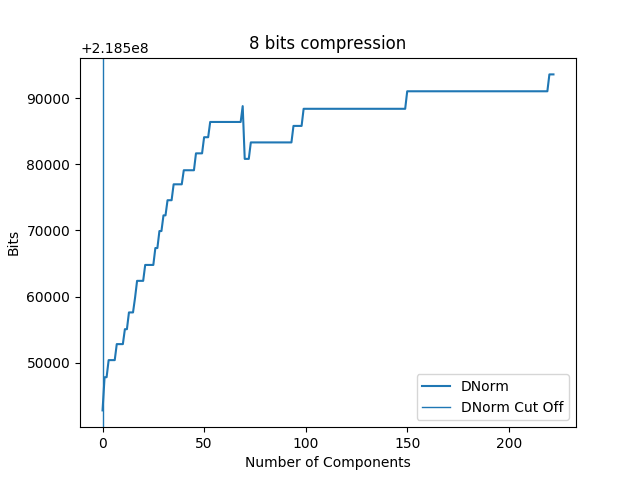 8 bits compression
+2.185e8
90000
80000
70000
60000
50000
Bits
0 50 100 150 200
Number of Components
DNorm
DNorm Cut Off